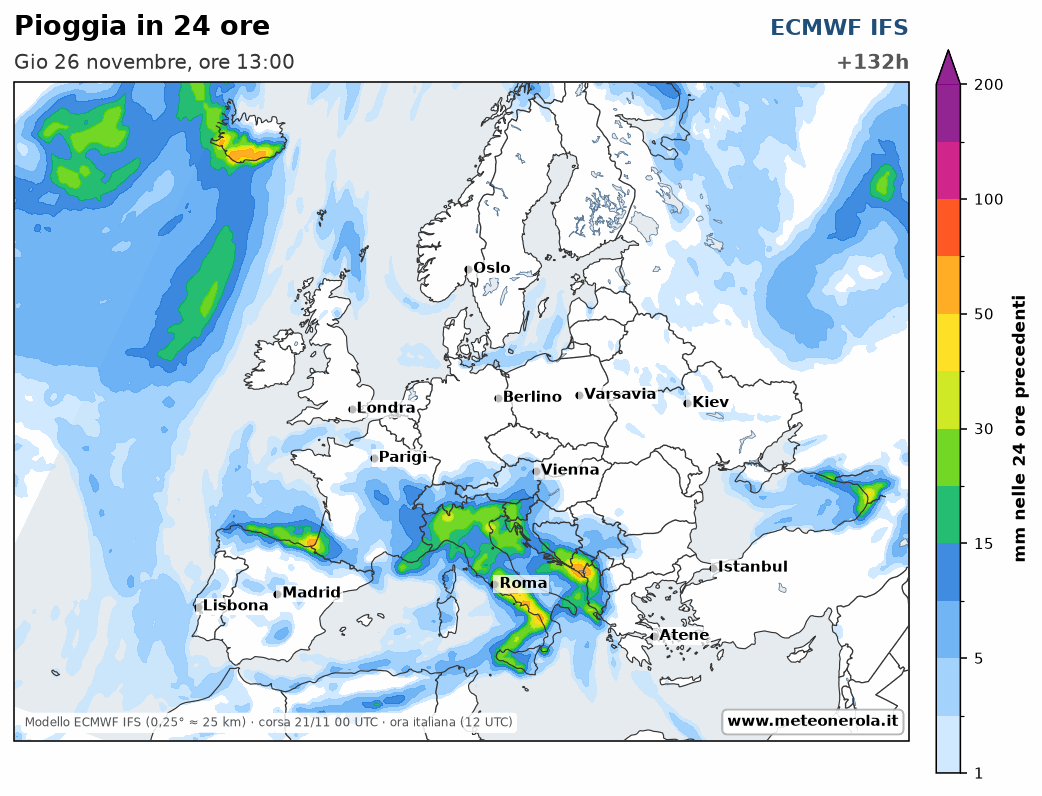 Pioggia in 24 ore
ECMWF IFS
Gio 26 novembre, ore 13:00
+132h
200
100
50
30
15
5
1
mm nelle 24 ore precedenti
Oslo
Berlino
Varsavia
Kiev
Londra
Parigi
Vienna
Istanbul
Roma
Madrid
Lisbona
Atene
Modello ECMWF IFS (0,25° ≈ 25 km) · corsa 21/11 00 UTC · ora italiana (12 UTC)
www.meteonerola.it